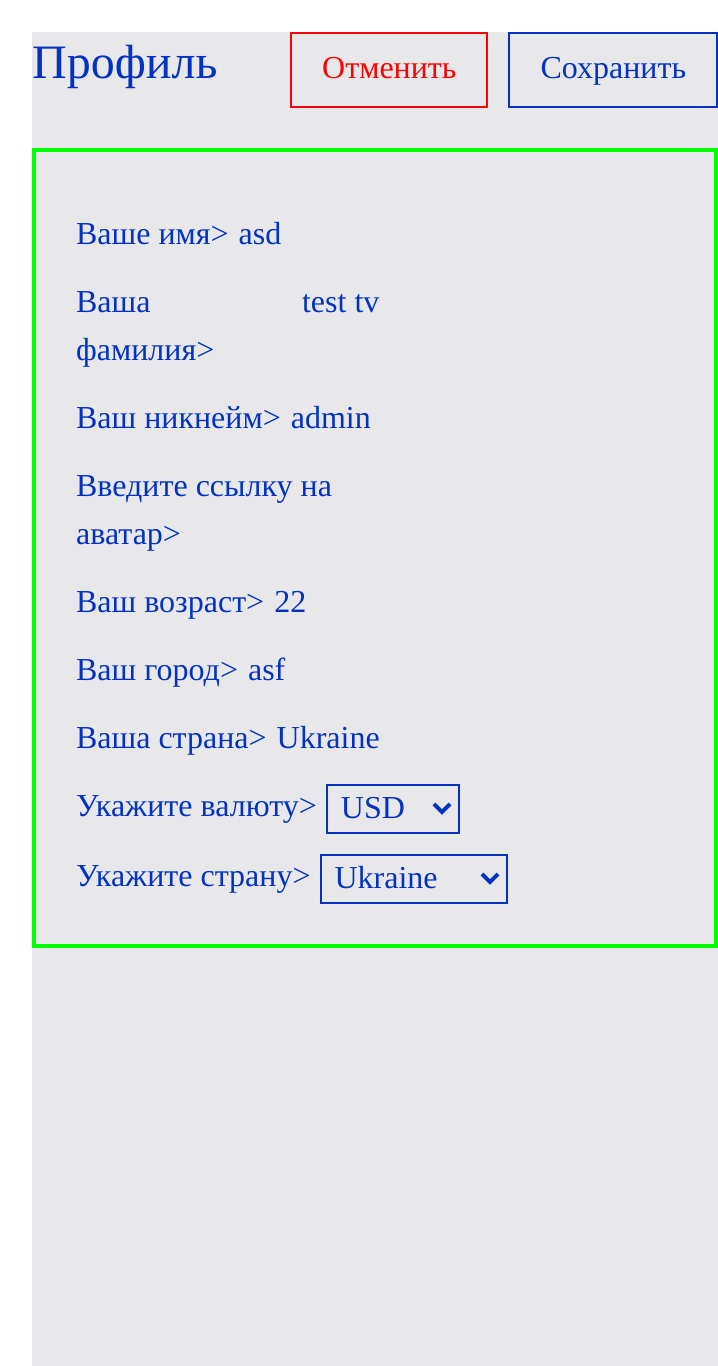 Профиль Отменить Сохранить
Ваше имя> asd
Ваша test tv
фамилия>
Ваш никнейм> admin
Введите ссылку на
аватар>
Ваш возраст> 22
Ваш город> asf
Ваша страна> Ukraine
Укажите валюту> USD
Укажите страну> Ukraine